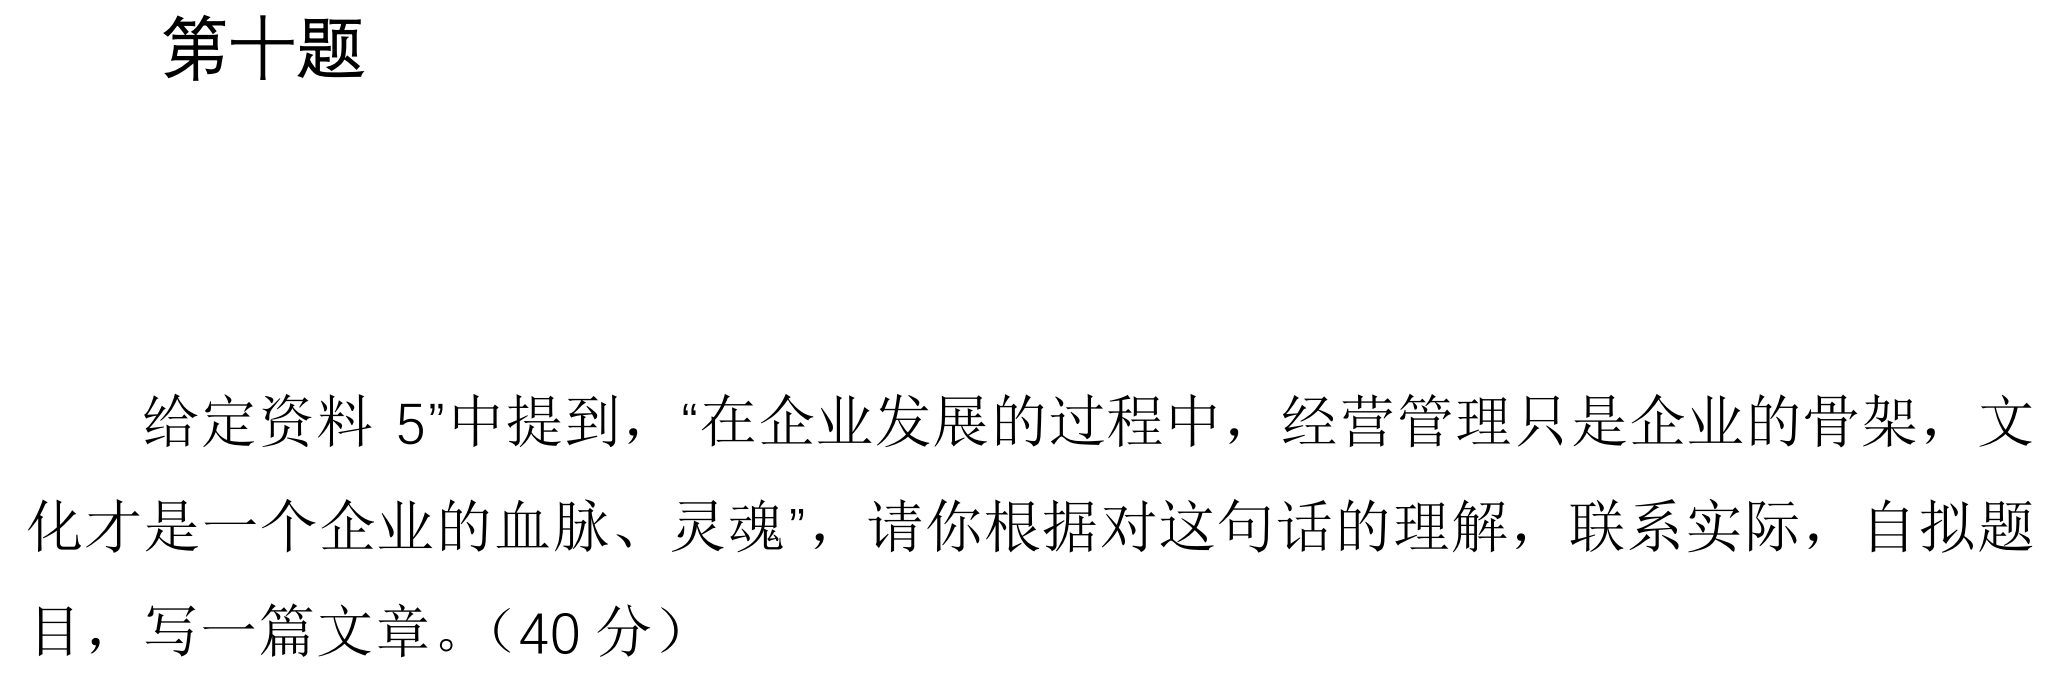 第十题
给定资料 5”中提到，“在企业发展的过程中，经营管理只是企业的骨架，文
化才是一个企业的血脉、灵魂”，请你根据对这句话的理解，联系实际，自拟题
目，写一篇文章。（40 分）